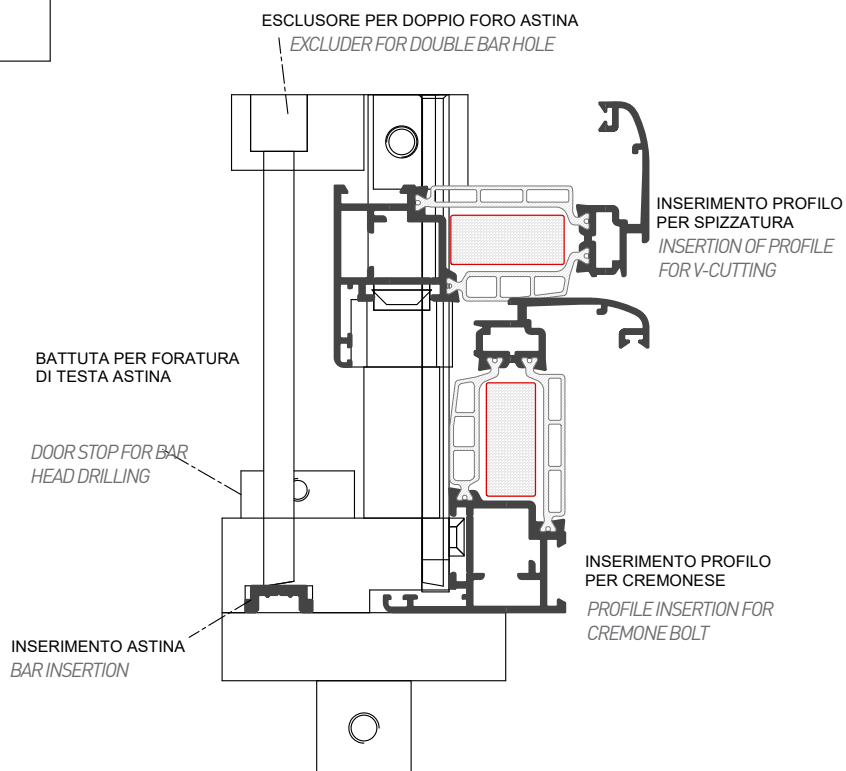 ESCLUSORE PER DOPPIO FORO ASTINA
EXCLUDER FOR DOUBLE BAR HOLE
INSERIMENTO PROFILO
PER SPIZZATURA
INSERTION OF PROFILE
FOR V-CUTTING
BATTUTA PER FORATURA
DI TESTA ASTINA
DOOR STOP FOR BAR
HEAD DRILLING
INSERIMENTO PROFILO
PER CREMONESE
PROFILE INSERTION FOR
CREMONE BOLT
INSERIMENTO ASTINA
BAR INSERTION